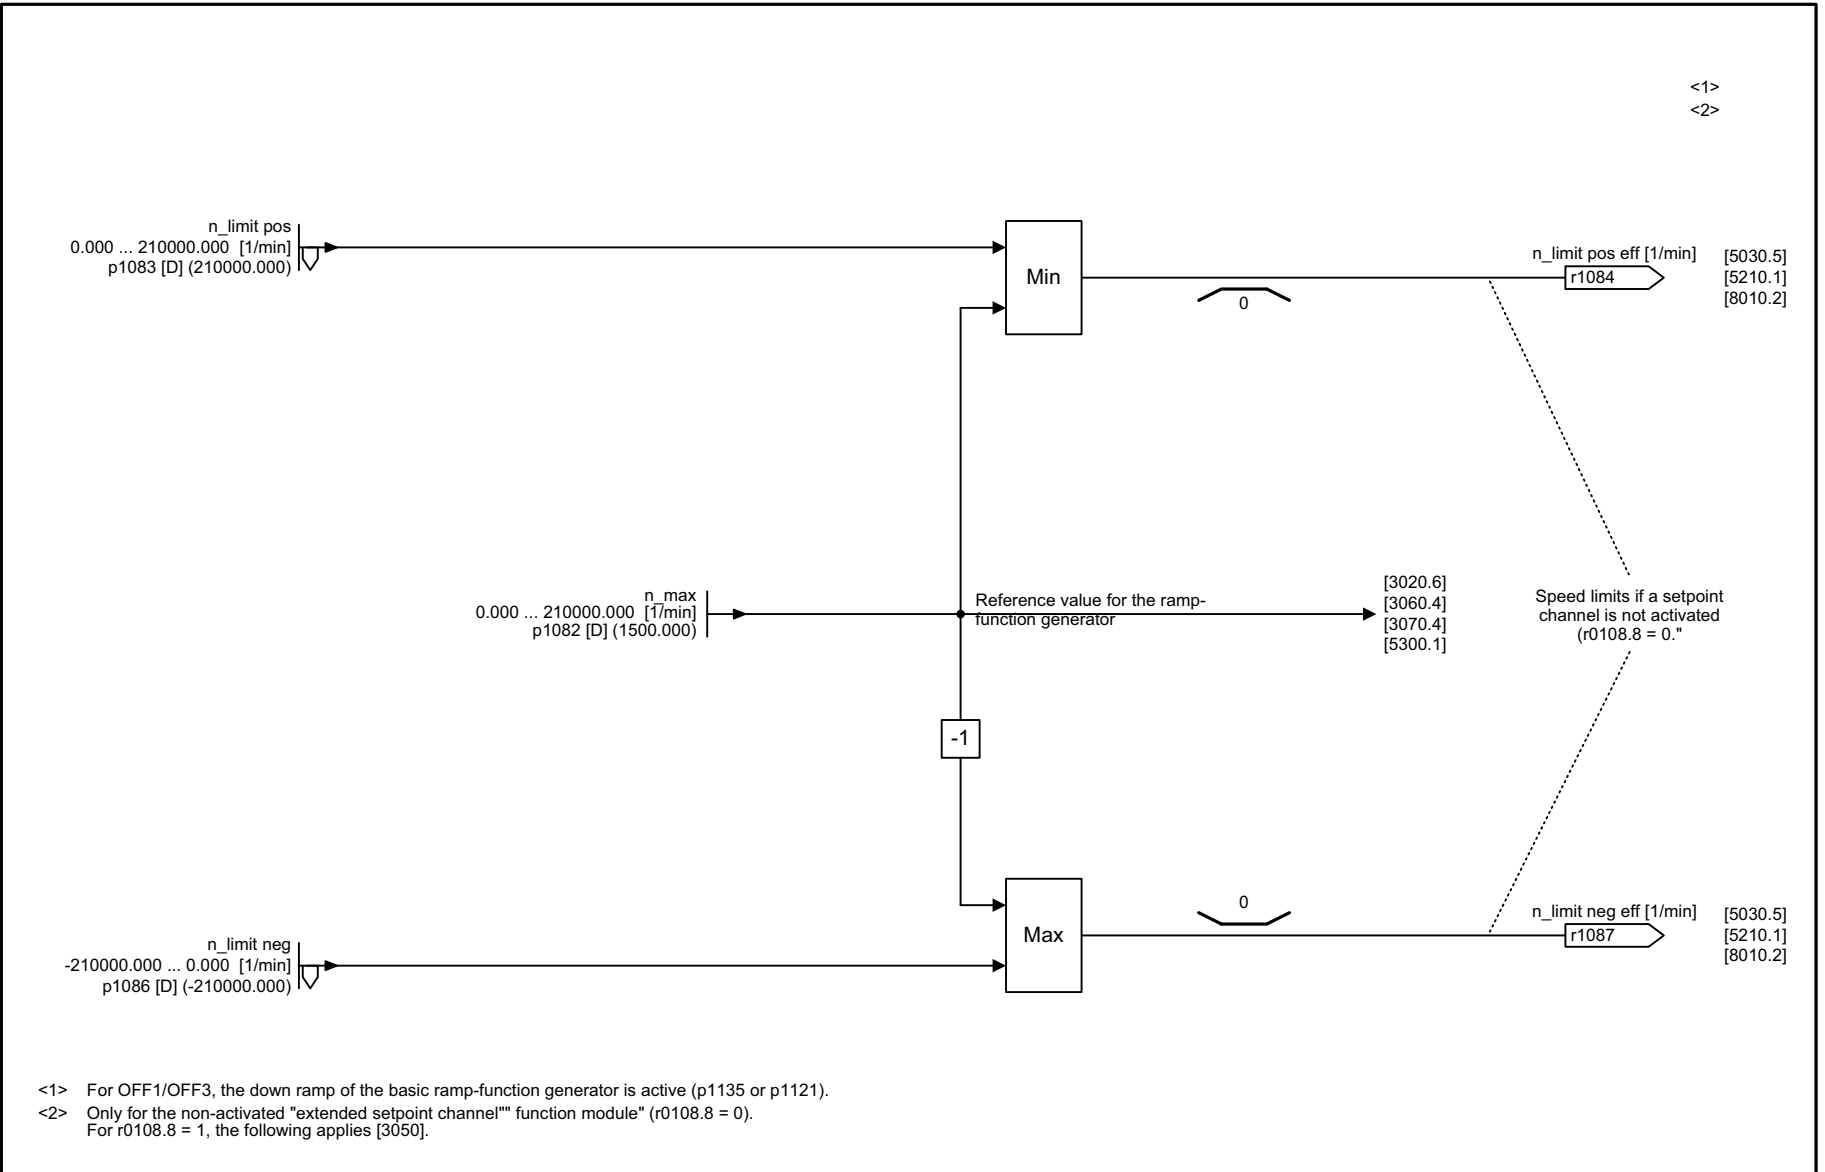 <1>
<2>
n_limit pos
0.000 ... 210000.000 [1/min]
p1083 [D] (210000.000)
Min
0
n_limit pos eff [1/min]
r1084
[5030.5]
[5210.1]
[8010.2]
n_max
0.000 ... 210000.000 [1/min]
p1082 [D] (1500.000)
Reference value for the ramp-
function generator
[3020.6]
[3060.4]
[3070.4]
[5300.1]
Speed limits if a setpoint
channel is not activated
(r0108.8 = 0."
-1
n_limit neg
-210000.000 ... 0.000 [1/min]
p1086 [D] (-210000.000)
Max
0
n_limit neg eff [1/min]
r1087
[5030.5]
[5210.1]
[8010.2]
<1> For OFF1/OFF3, the down ramp of the basic ramp-function generator is active (p1135 or p1121).
<2> Only for the non-activated "extended setpoint channel"" function module" (r0108.8 = 0).
For r0108.8 = 1, the following applies [3050].